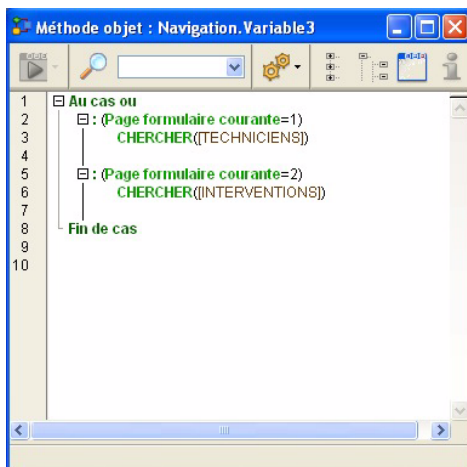 Méthode objet : Navigation.Variable3
1 Au cas ou
2 : (Page formulaire courante=1)
3 CHERCHER([TECHNICIENS])
4
5 : (Page formulaire courante=2)
6 CHERCHER([INTERVENTIONS])
7
8 Fin de cas
9
10